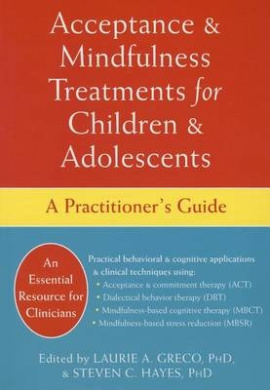 Acceptance &
Mindfulness
Treatments for
Children &
Adolescents
A Practitioner's Guide
An
Essential
Resource for
Clinicians
Practical behavioral & cognitive applications
& clinical techniques using:
• Acceptance & commitment therapy (ACT)
• Dialectical behavior therapy (DBT)
• Mindfulness-based cognitive therapy (MBCT)
• Mindfulness-based stress reduction (MBSR)
Edited by LAURIE A. GRECO, PHD,
& STEVEN C. HAYES, PHD